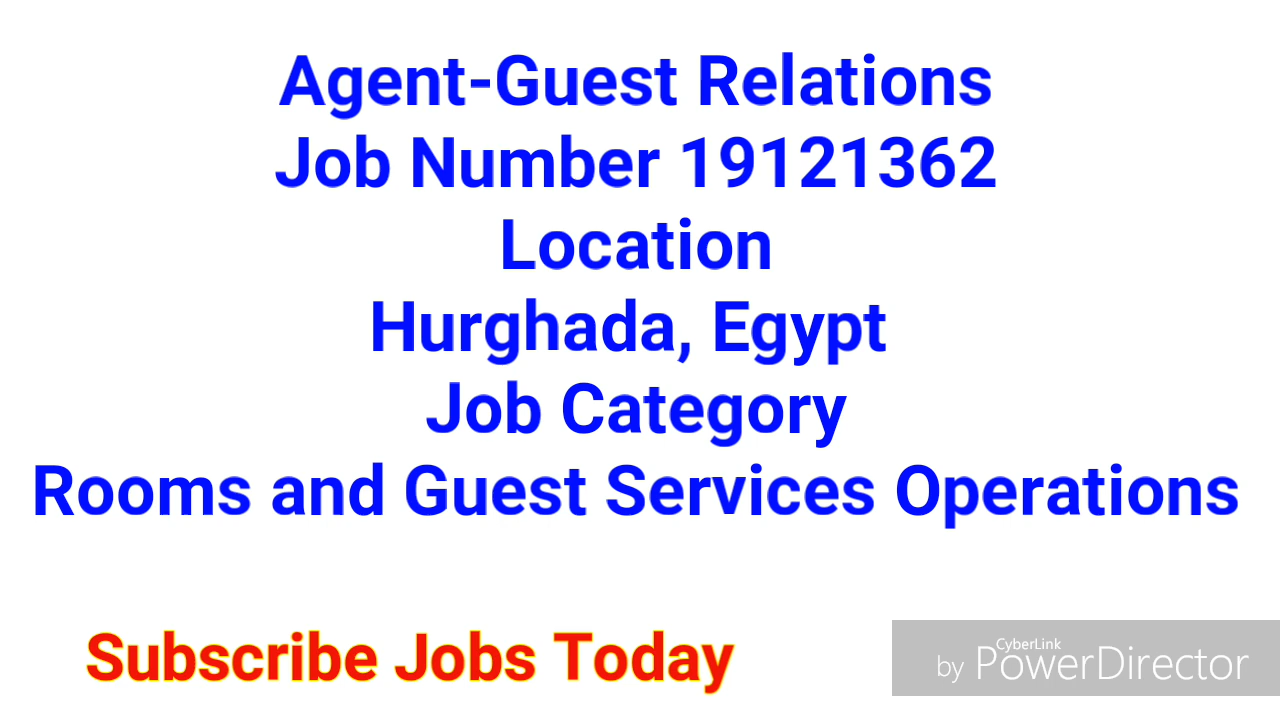 Agent-Guest Relations
Job Number 19121362
Location
Hurghada, Egypt
Job Category
Rooms and Guest Services Operations
Subscribe Jobs Today
CyberLink
by PowerDirector